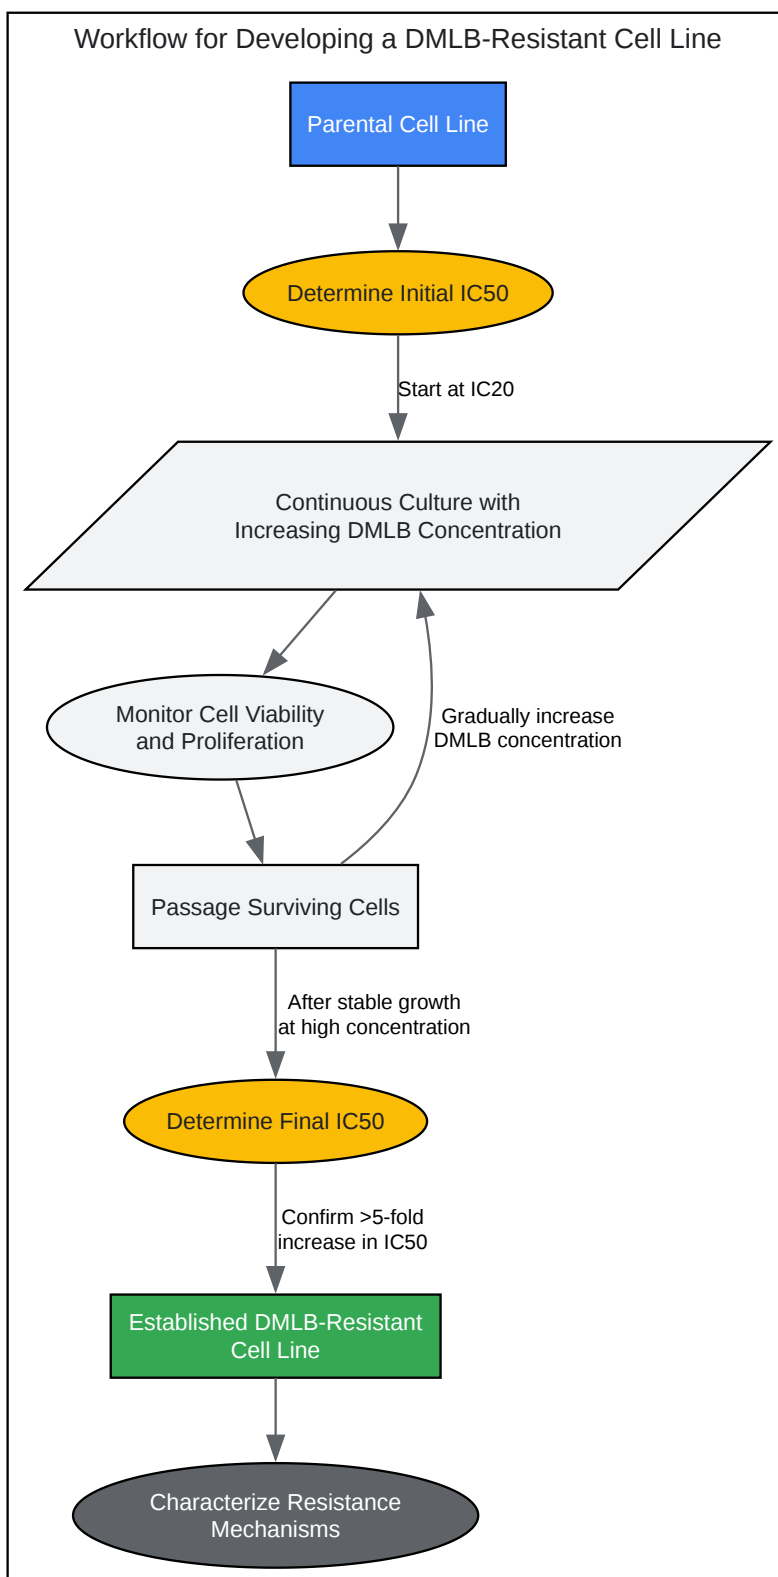 Workflow for Developing a DMLB-Resistant Cell Line
Parental Cell Line
Determine Initial IC50
Start at IC20
Continuous Culture with
Increasing DMLB Concentration
Monitor Cell Viability
and Proliferation
Gradually increase
DMLB concentration
Passage Surviving Cells
After stable growth
at high concentration
Determine Final IC50
Confirm >5-fold
increase in IC50
Established DMLB-Resistant
Cell Line
Characterize Resistance
Mechanisms